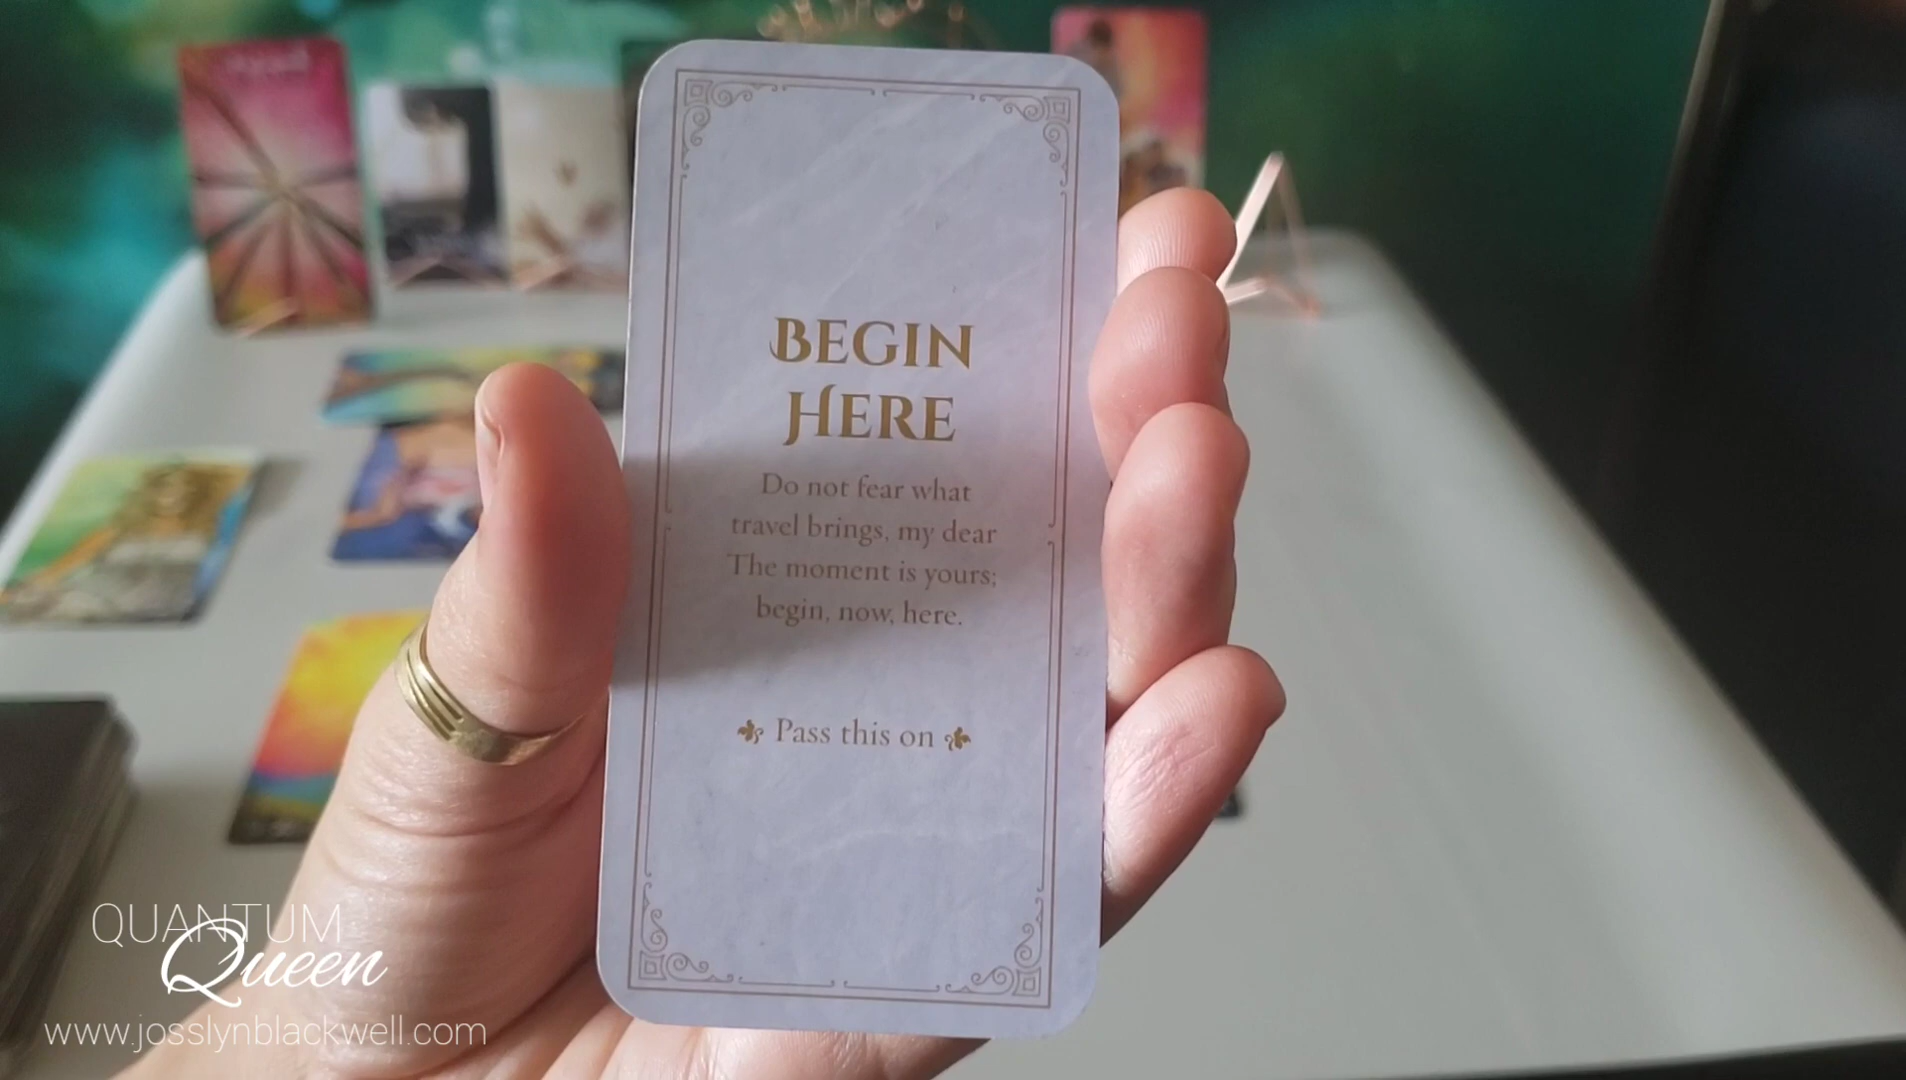 BEGIN
HERE
Do not fear what
travel brings, my dear
The moment is yours;
begin, now, here.
Pass this on
QUANTUM
Queen
www.josslynblackwell.com